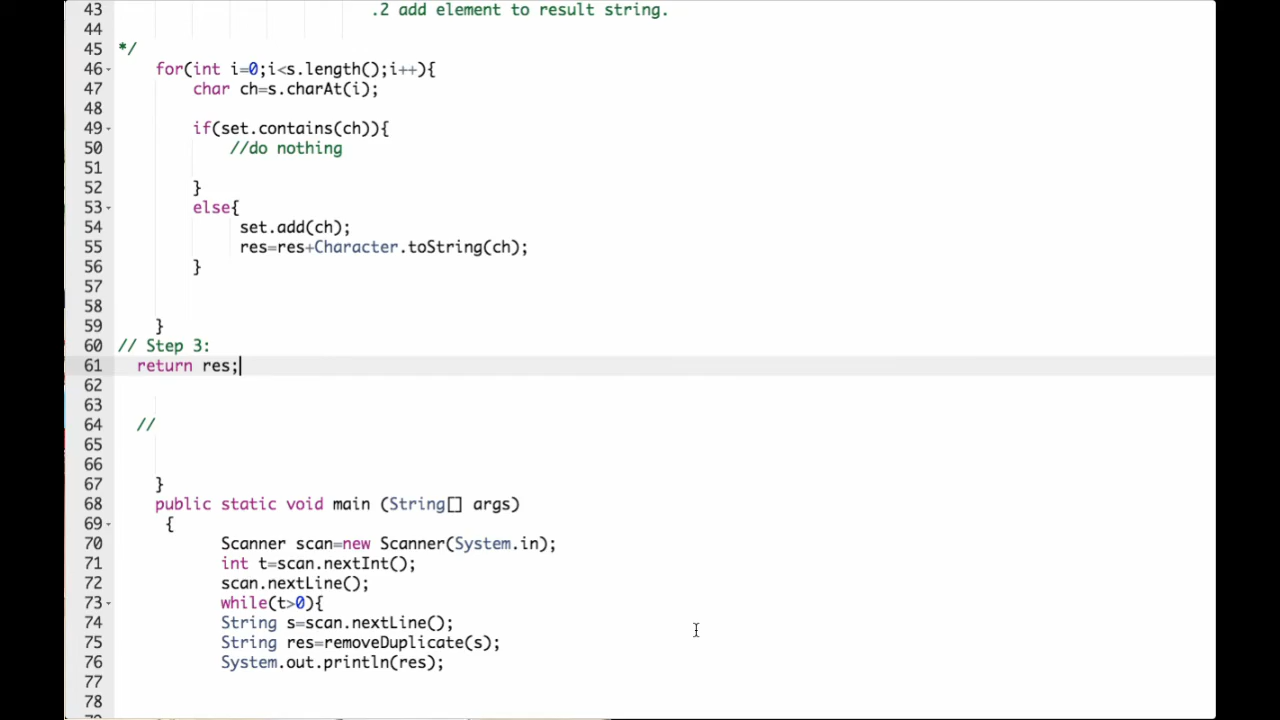 43 .2 add element to result string.
44
45 */
46 for(int i=0;i<s.length();i++){
47 char ch=s.charAt(i);
48
49 if(set.contains(ch)){
50 //do nothing
51
52 }
53 else{
54 set.add(ch);
55 res=res+Character.toString(ch);
56 }
57
58
59 }
60 // Step 3:
61 return res;
62
63
64 //
65
66
67 }
68 public static void main (String[] args)
69 {
70 Scanner scan=new Scanner(System.in);
71 int t=scan.nextInt();
72 scan.nextLine();
73 while(t>0){
74 String s=scan.nextLine();
75 String res=removeDuplicate(s);
76 System.out.println(res);
77
78